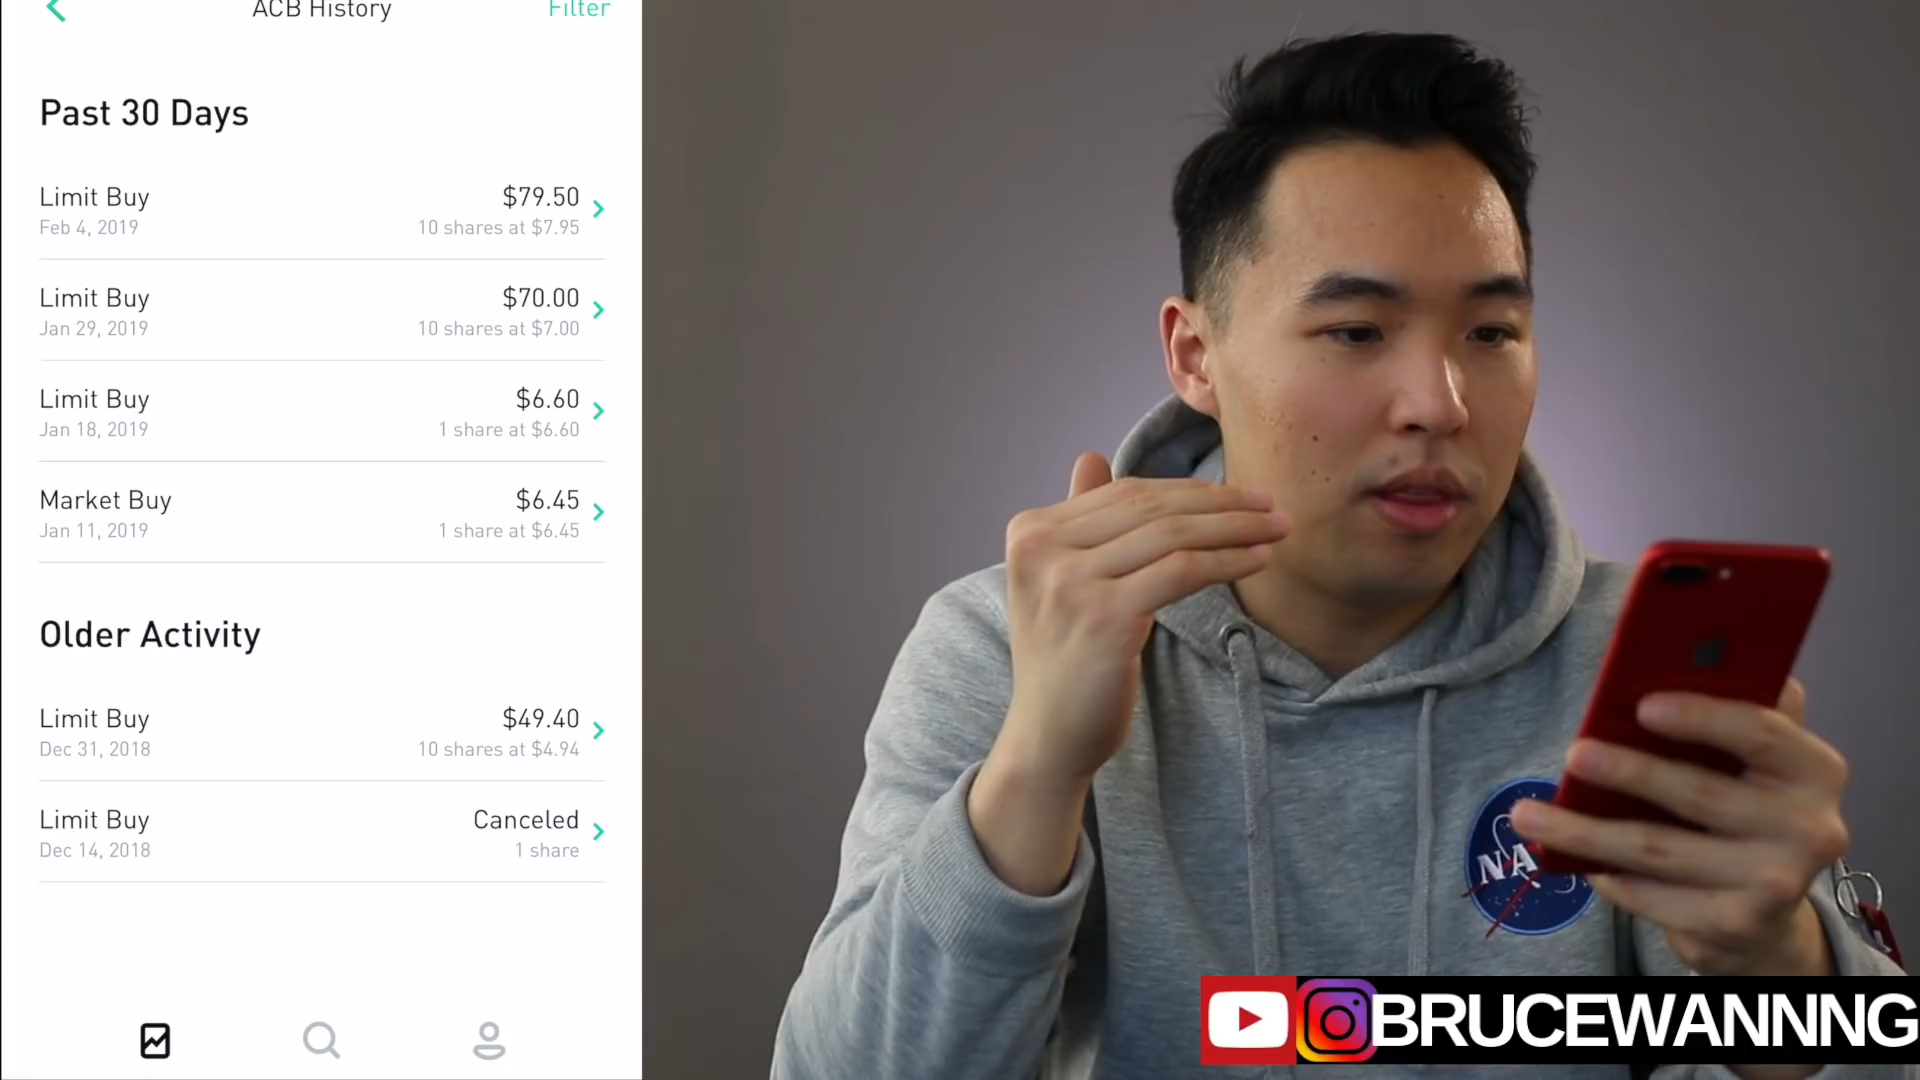 ACB History
Filter
Past 30 Days
Limit Buy
$79.50
Feb 4, 2019
10 shares at $7.95
Limit Buy
$70.00
Jan 29, 2019
10 shares at $7.00
Limit Buy
$6.60
Jan 18, 2019
1 share at $6.60
Market Buy
$6.45
Jan 11, 2019
1 share at $6.45
Older Activity
Limit Buy
$49.40
Dec 31, 2018
10 shares at $4.94
Limit Buy
Canceled
Dec 14, 2018
1 share
NA
BRUCEWANNNG